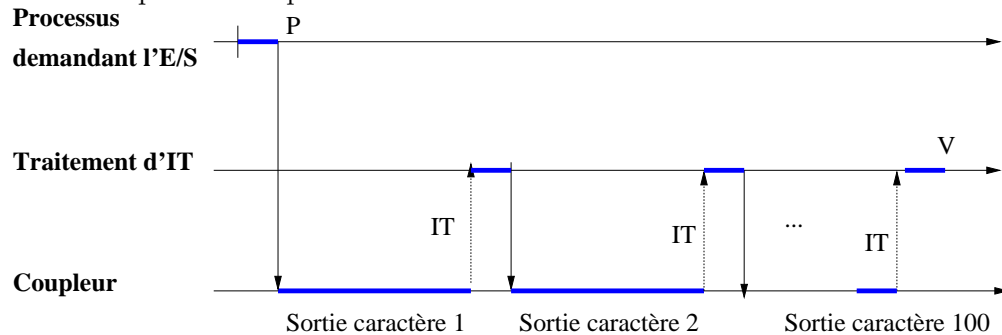 Processus
demandant l'E/S
P
Traitement d'IT
V
IT
IT
...
IT
Coupleur
Sortie caractère 1
Sortie caractère 2
Sortie caractère 100